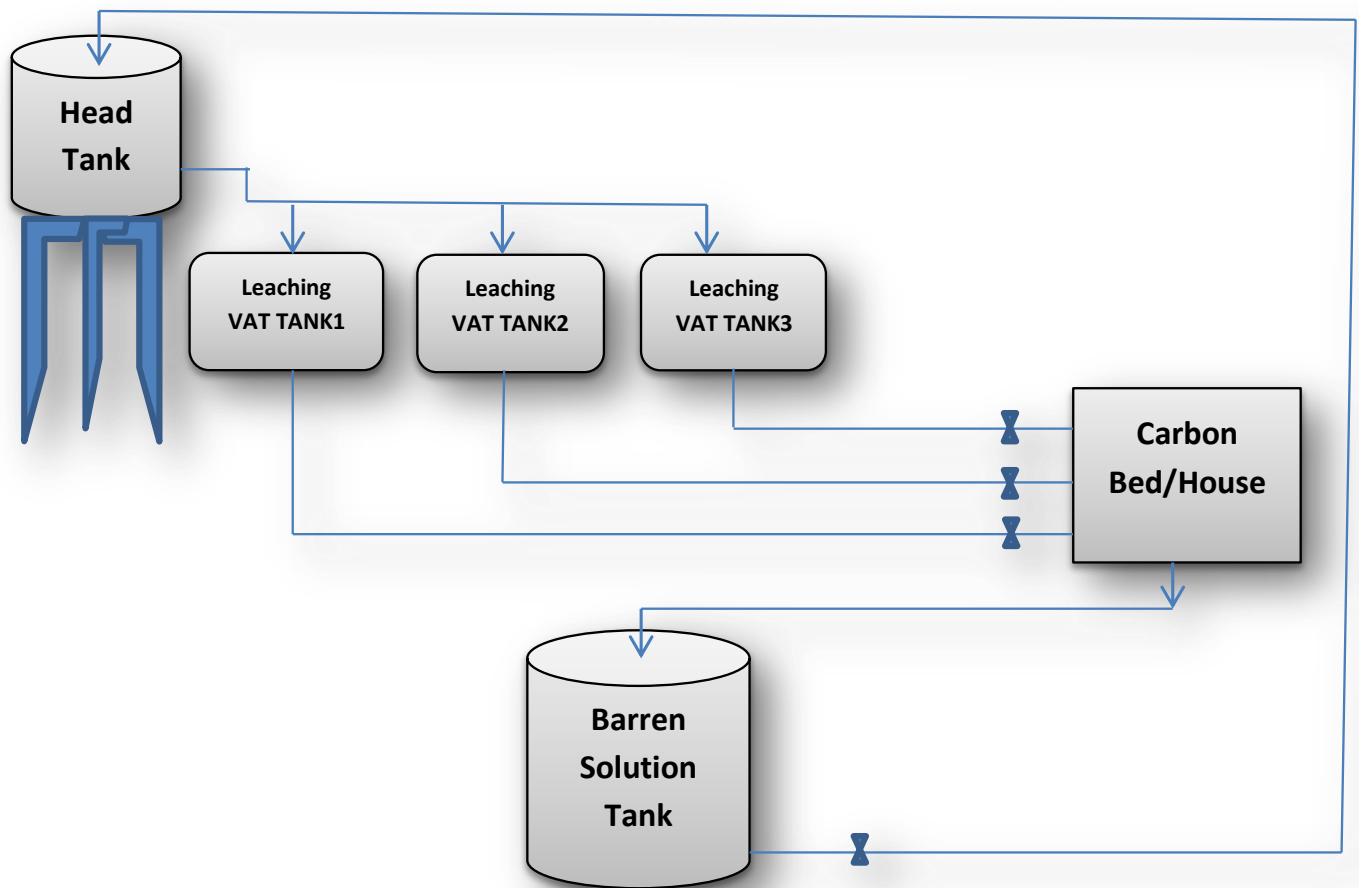 Head
Tank
Leaching
VAT TANK1
Leaching
VAT TANK2
Leaching
VAT TANK3
Carbon
Bed/House
Barren
Solution
Tank